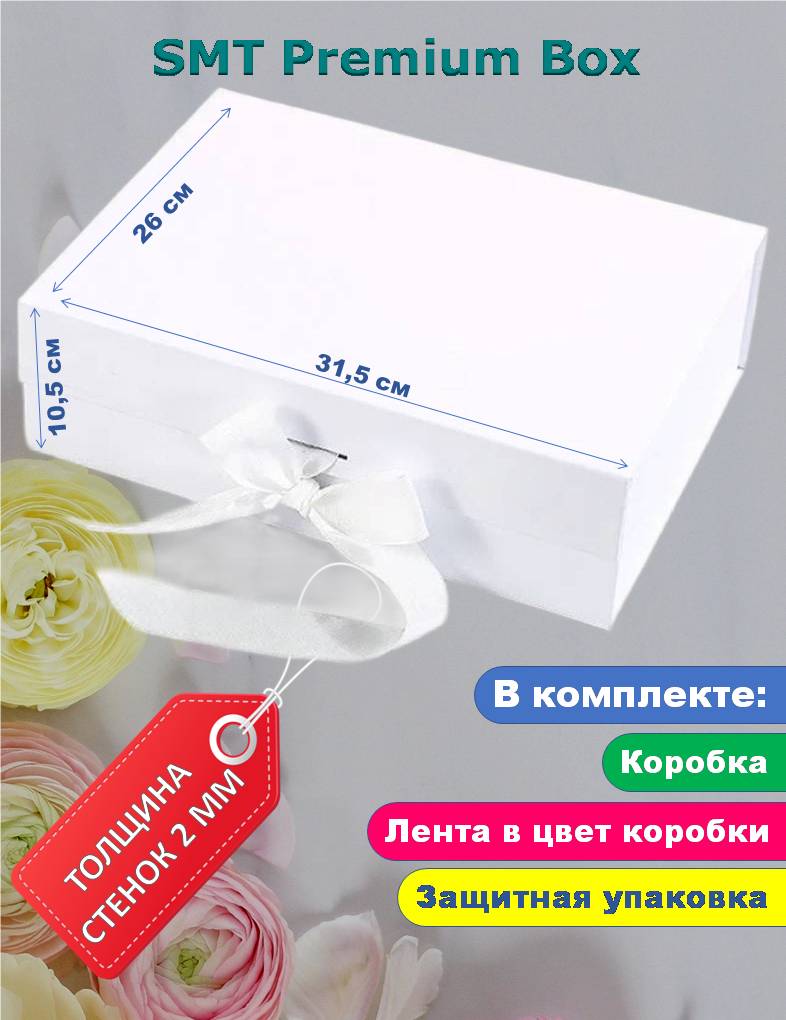 SMT Premium Box
26 см
31,5 см
10,5 см
В комплекте:
Коробка
Лента в цвет коробки
Защитная упаковка
ТОЛЩИНА
СТЕНОК 2 ММ